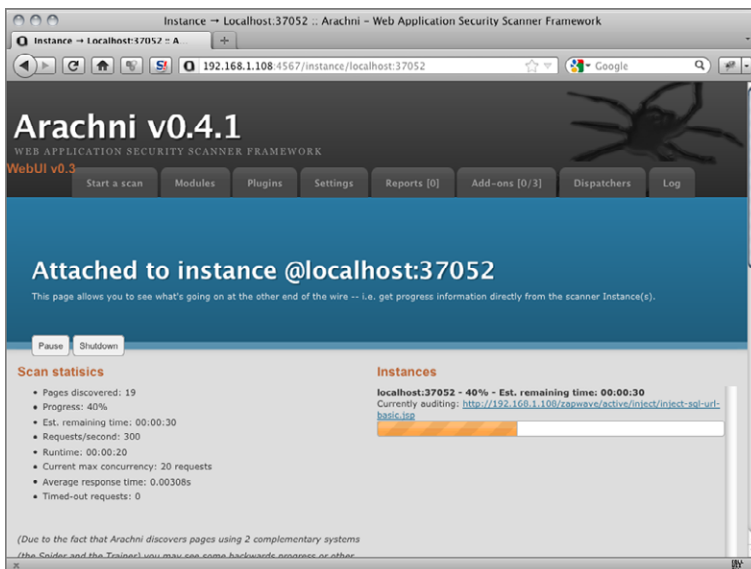 Instance → Localhost:37052 :: Arachni – Web Application Security Scanner Framework
Instance → Localhost:37052 :: A...
192.168.1.108:4567/instance/localhost:37052
Google
Arachni v0.4.1
WEB APPLICATION SECURITY SCANNER FRAMEWORK
WebUI v0.3
Start a scan Modules Plugins Settings Reports [0] Add-ons [0/3] Dispatchers Log
Attached to instance @localhost:37052
This page allows you to see what's going on at the other end of the wire -- i.e. get progress information directly from the scanner Instance(s).
Pause Shutdown
Scan statisics
• Pages discovered: 19
• Progress: 40%
• Est. remaining time: 00:00:30
• Requests/second: 300
• Runtime: 00:00:20
• Current max concurrency: 20 requests
• Average response time: 0.00308s
• Timed-out requests: 0
(Due to the fact that Arachni discovers pages using 2 complementary systems
(the Spider and the Trainer) you may see some backwards progress or other
Instances
localhost:37052 - 40% - Est. remaining time: 00:00:30
Currently auditing: http://192.168.1.108/zapwave/active/inject/inject-sql-url-
basic.jsp